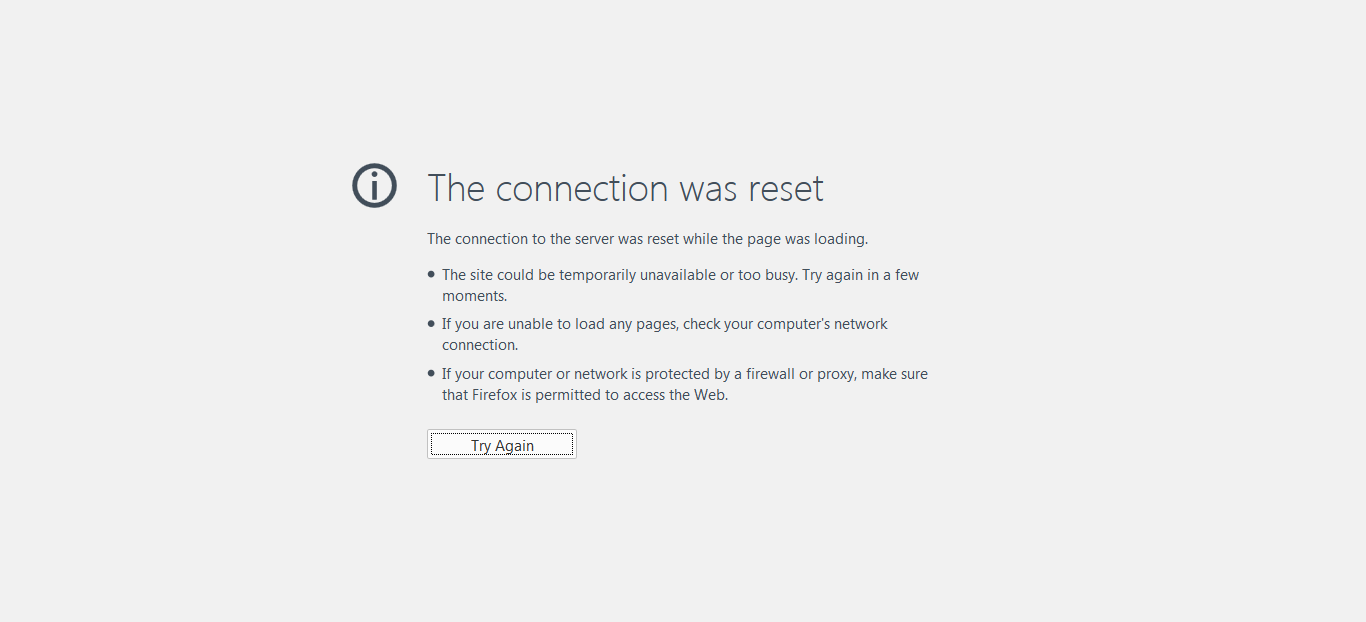 The connection was reset
The connection to the server was reset while the page was loading.
• The site could be temporarily unavailable or too busy. Try again in a few
moments.
• If you are unable to load any pages, check your computer's network
connection.
• If your computer or network is protected by a firewall or proxy, make sure
that Firefox is permitted to access the Web.
Try Again